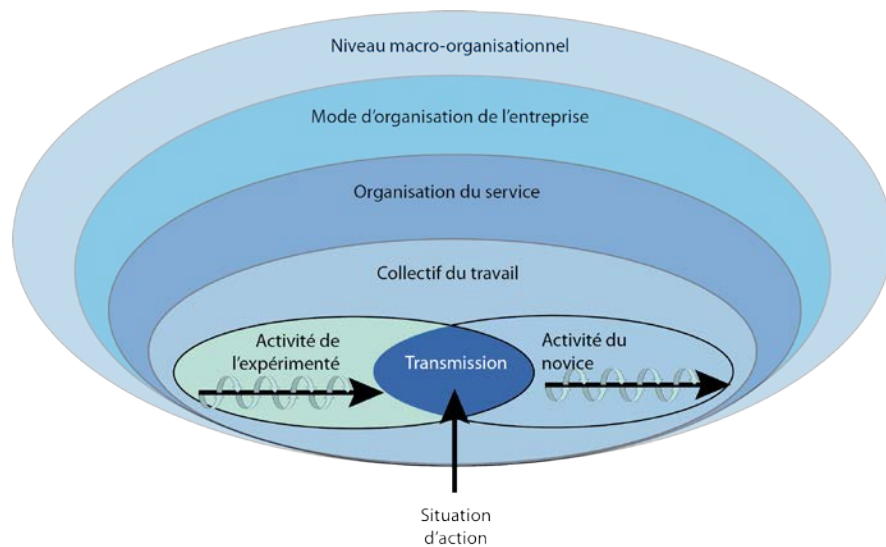 Niveau macro-organisationnel
Mode d'organisation de l'entreprise
Organisation du service
Collectif du travail
Activité de
l'expérimenté
Transmission
Activité du
novice
Situation
d'action